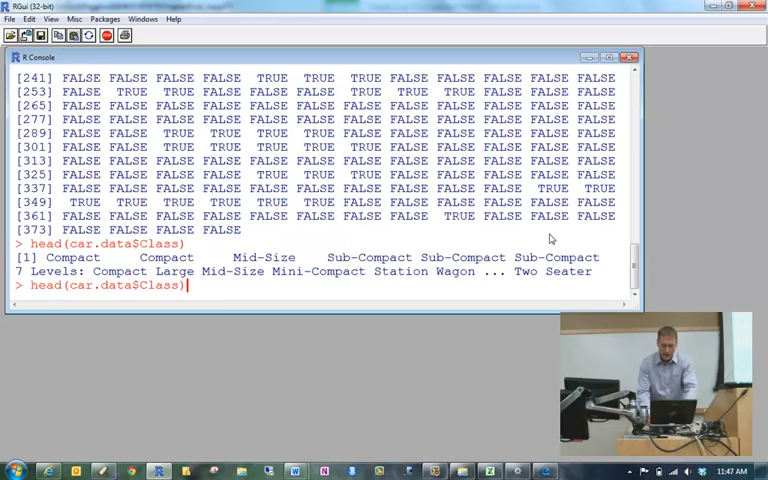 RGui (32-bit)
File Edit View Misc Packages Windows Help
R Console
[241] FALSE FALSE FALSE FALSE TRUE TRUE TRUE FALSE FALSE FALSE FALSE FALSE
[253] FALSE TRUE TRUE FALSE FALSE FALSE FALSE TRUE TRUE TRUE FALSE FALSE
[265] FALSE FALSE FALSE FALSE FALSE FALSE FALSE FALSE FALSE FALSE FALSE FALSE
[277] FALSE FALSE FALSE FALSE FALSE FALSE FALSE FALSE FALSE FALSE FALSE FALSE
[289] FALSE FALSE TRUE TRUE TRUE TRUE FALSE FALSE FALSE FALSE FALSE FALSE
[301] FALSE FALSE TRUE TRUE TRUE TRUE TRUE FALSE FALSE FALSE FALSE FALSE
[313] FALSE FALSE FALSE FALSE FALSE FALSE FALSE FALSE FALSE FALSE FALSE FALSE
[325] FALSE FALSE FALSE FALSE FALSE TRUE TRUE FALSE FALSE FALSE FALSE FALSE
[337] FALSE FALSE FALSE FALSE FALSE FALSE FALSE FALSE FALSE FALSE TRUE TRUE
[349] TRUE TRUE TRUE TRUE TRUE TRUE FALSE FALSE FALSE FALSE FALSE FALSE
[361] FALSE FALSE FALSE FALSE FALSE FALSE FALSE FALSE TRUE FALSE FALSE FALSE
[373] FALSE FALSE FALSE FALSE
> head(car.data$Class)
[1] Compact Compact Mid-Size Sub-Compact Sub-Compact Sub-Compact
7 Levels: Compact Large Mid-Size Mini-Compact Station Wagon ... Two Seater
> head(car.data$Class)
11:47 AM